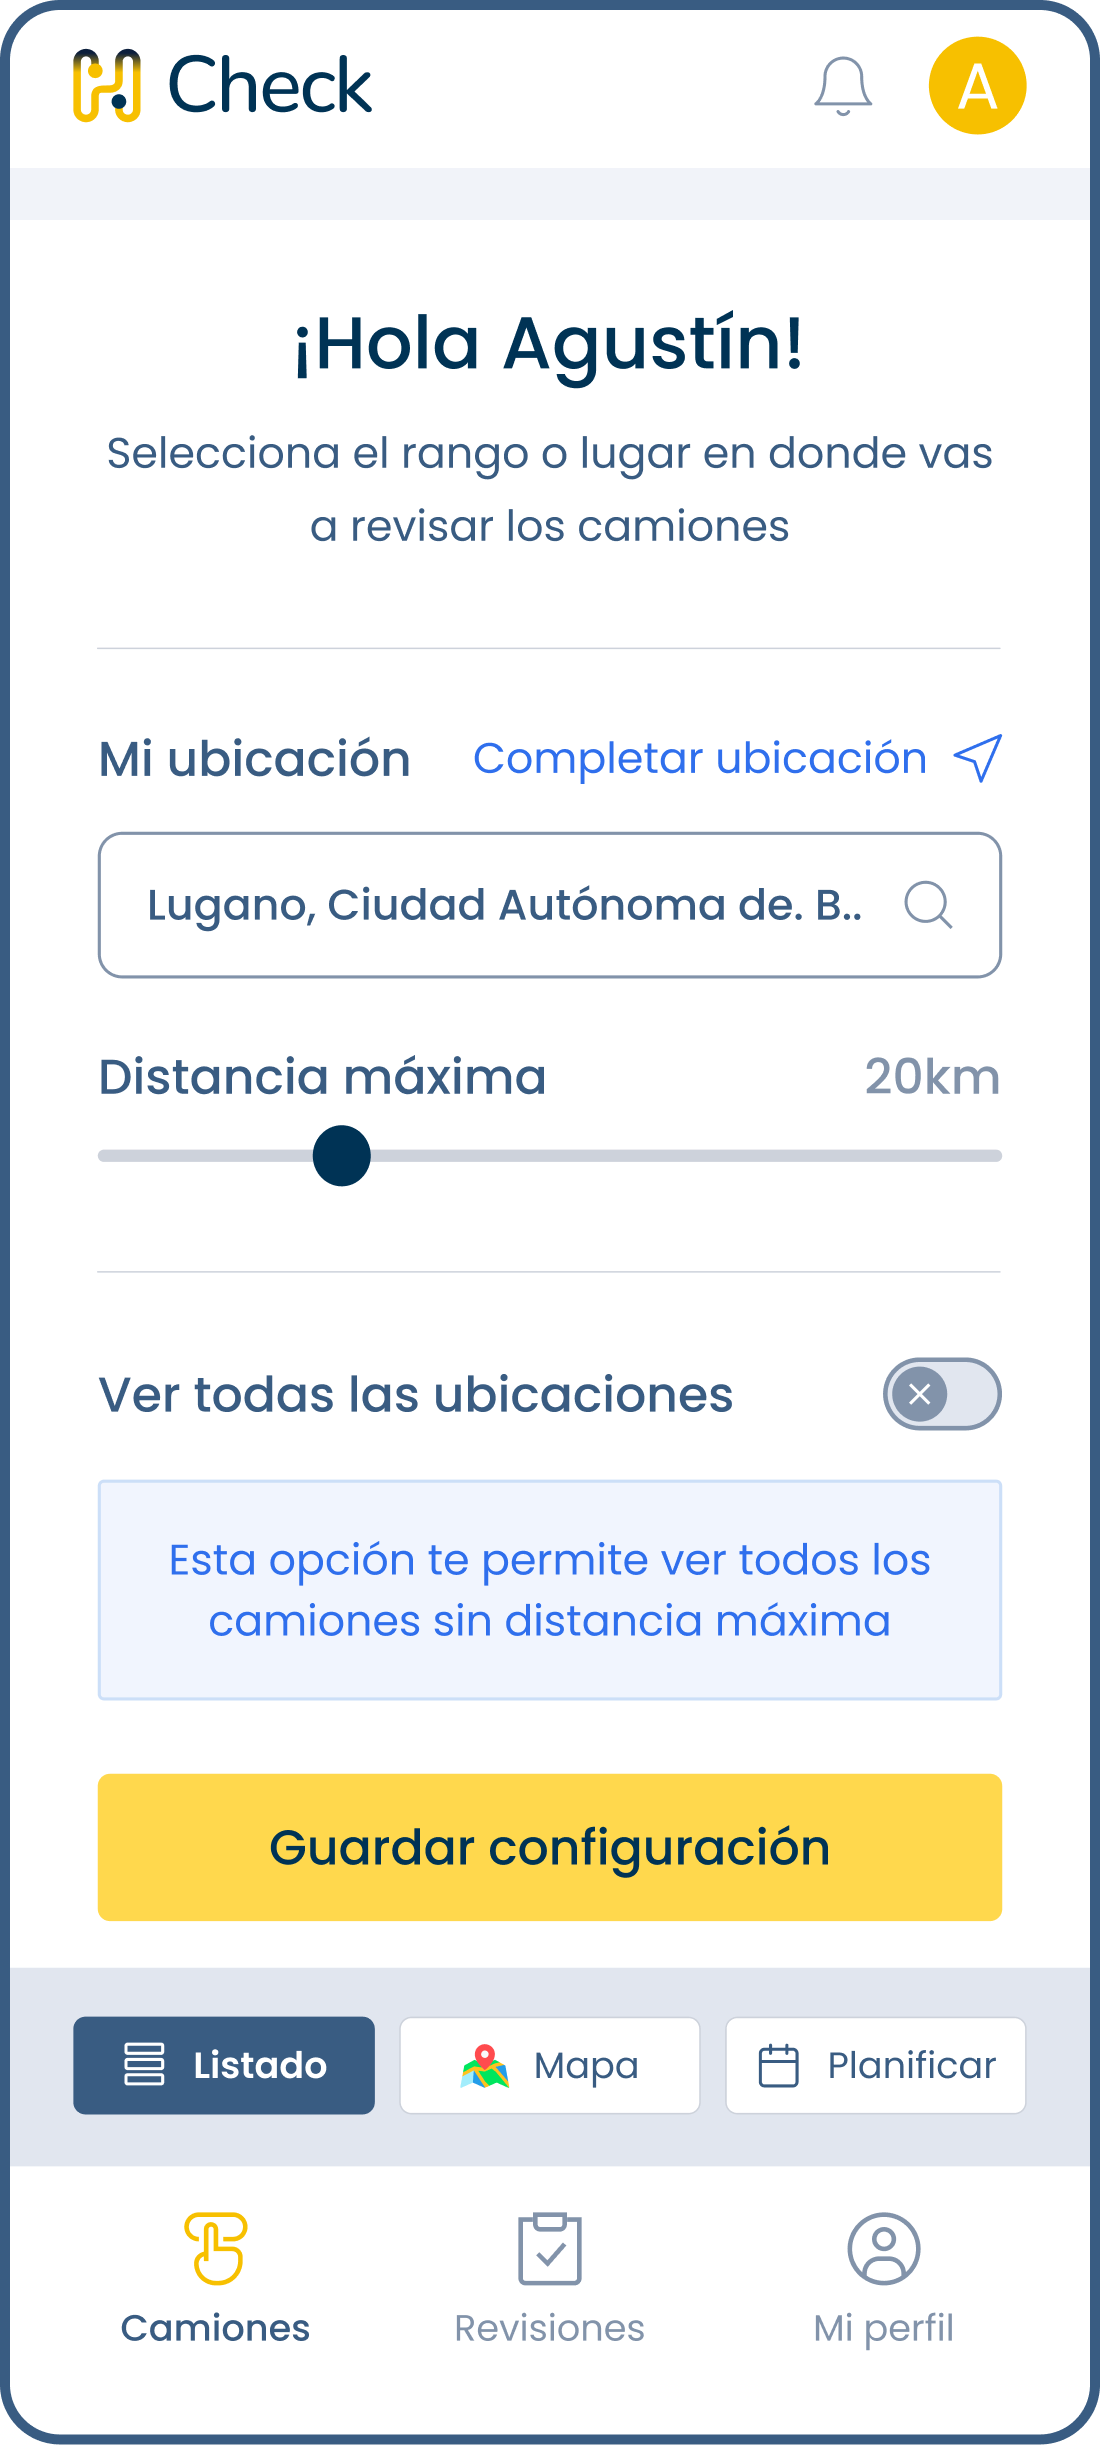 H Check
A
¡Hola Agustín!
Selecciona el rango o lugar en donde vas
a revisar los camiones
Mi ubicación Completar ubicación
Lugano, Ciudad Autónoma de. B..
Distancia máxima 20km
Ver todas las ubicaciones
Esta opción te permite ver todos los
camiones sin distancia máxima
Guardar configuración
Listado Mapa Planificar
Camiones Revisiones Mi perfil